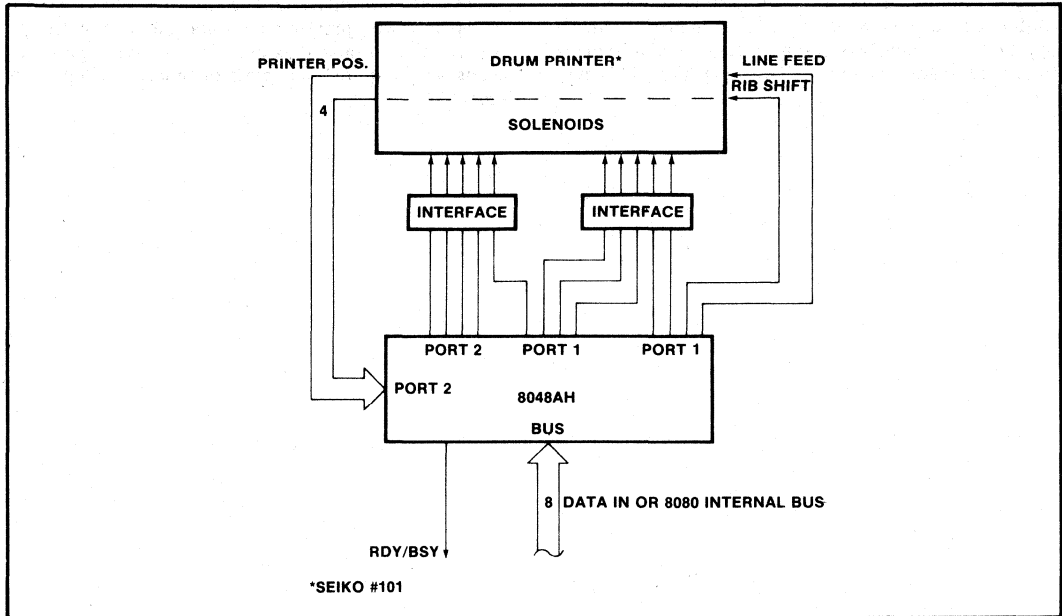 PRINTER POS.
DRUM PRINTER*
LINE FEED
RIB SHIFT
4
SOLENOIDS
INTERFACE
INTERFACE
PORT 2
PORT 1
PORT 1
PORT 2
8048AH
BUS
8 DATA IN OR 8080 INTERNAL BUS
RDY/BSY
*SEIKO #101